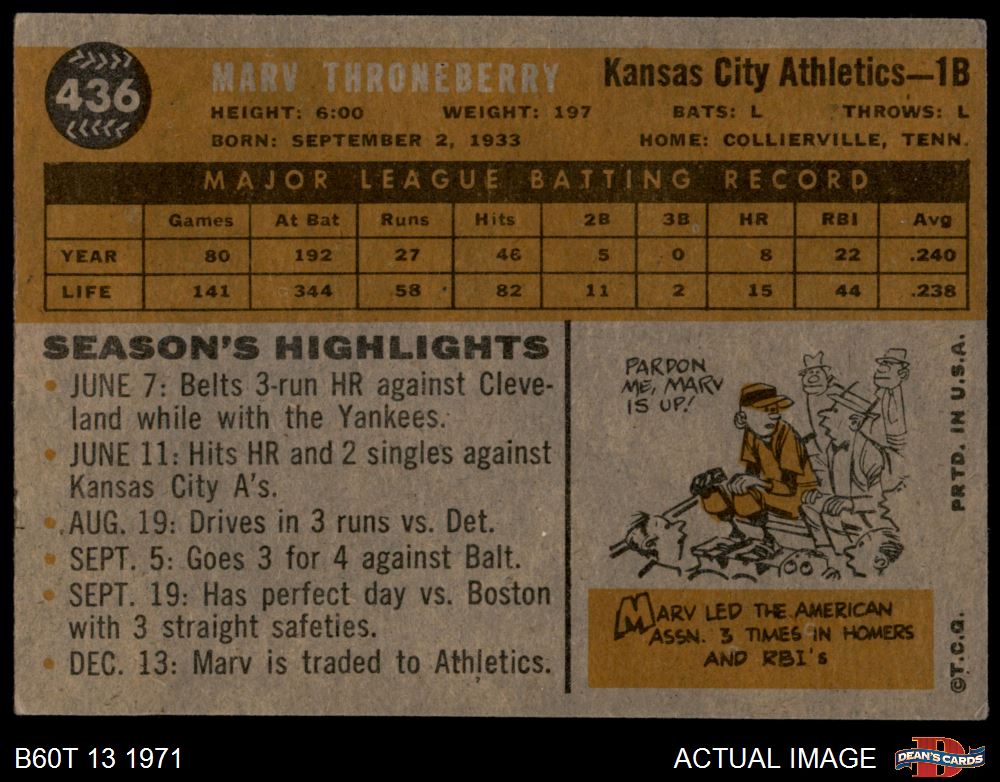 436
MARV THRONEBERRY
Kansas City Athletics—1B
HEIGHT: 6:00 WEIGHT: 197 BATS: L THROWS: L
BORN: SEPTEMBER 2, 1933 HOME: COLLIERVILLE, TENN.
MAJOR LEAGUE BATTING RECORD
Games At Bat Runs Hits 2B 3B HR RBI Avg
YEAR 80 192 27 46 5 0 8 22 .240
LIFE 141 344 58 82 11 2 15 44 .238
SEASON'S HIGHLIGHTS
• JUNE 7: Belts 3-run HR against Cleve-
land while with the Yankees.
• JUNE 11: Hits HR and 2 singles against
Kansas City A's.
• AUG. 19: Drives in 3 runs vs. Det.
• SEPT. 5: Goes 3 for 4 against Balt.
• SEPT. 19: Has perfect day vs. Boston
with 3 straight safeties.
• DEC. 13: Marv is traded to Athletics.
PARDON
ME, MARV
IS UP!
MARV LED THE AMERICAN
ASSN. 3 TIMES IN HOMERS
AND RBI's
©T.C.G. PRTD. IN U.S.A.
B60T 13 1971
ACTUAL IMAGE
D
DEAN'S CARDS